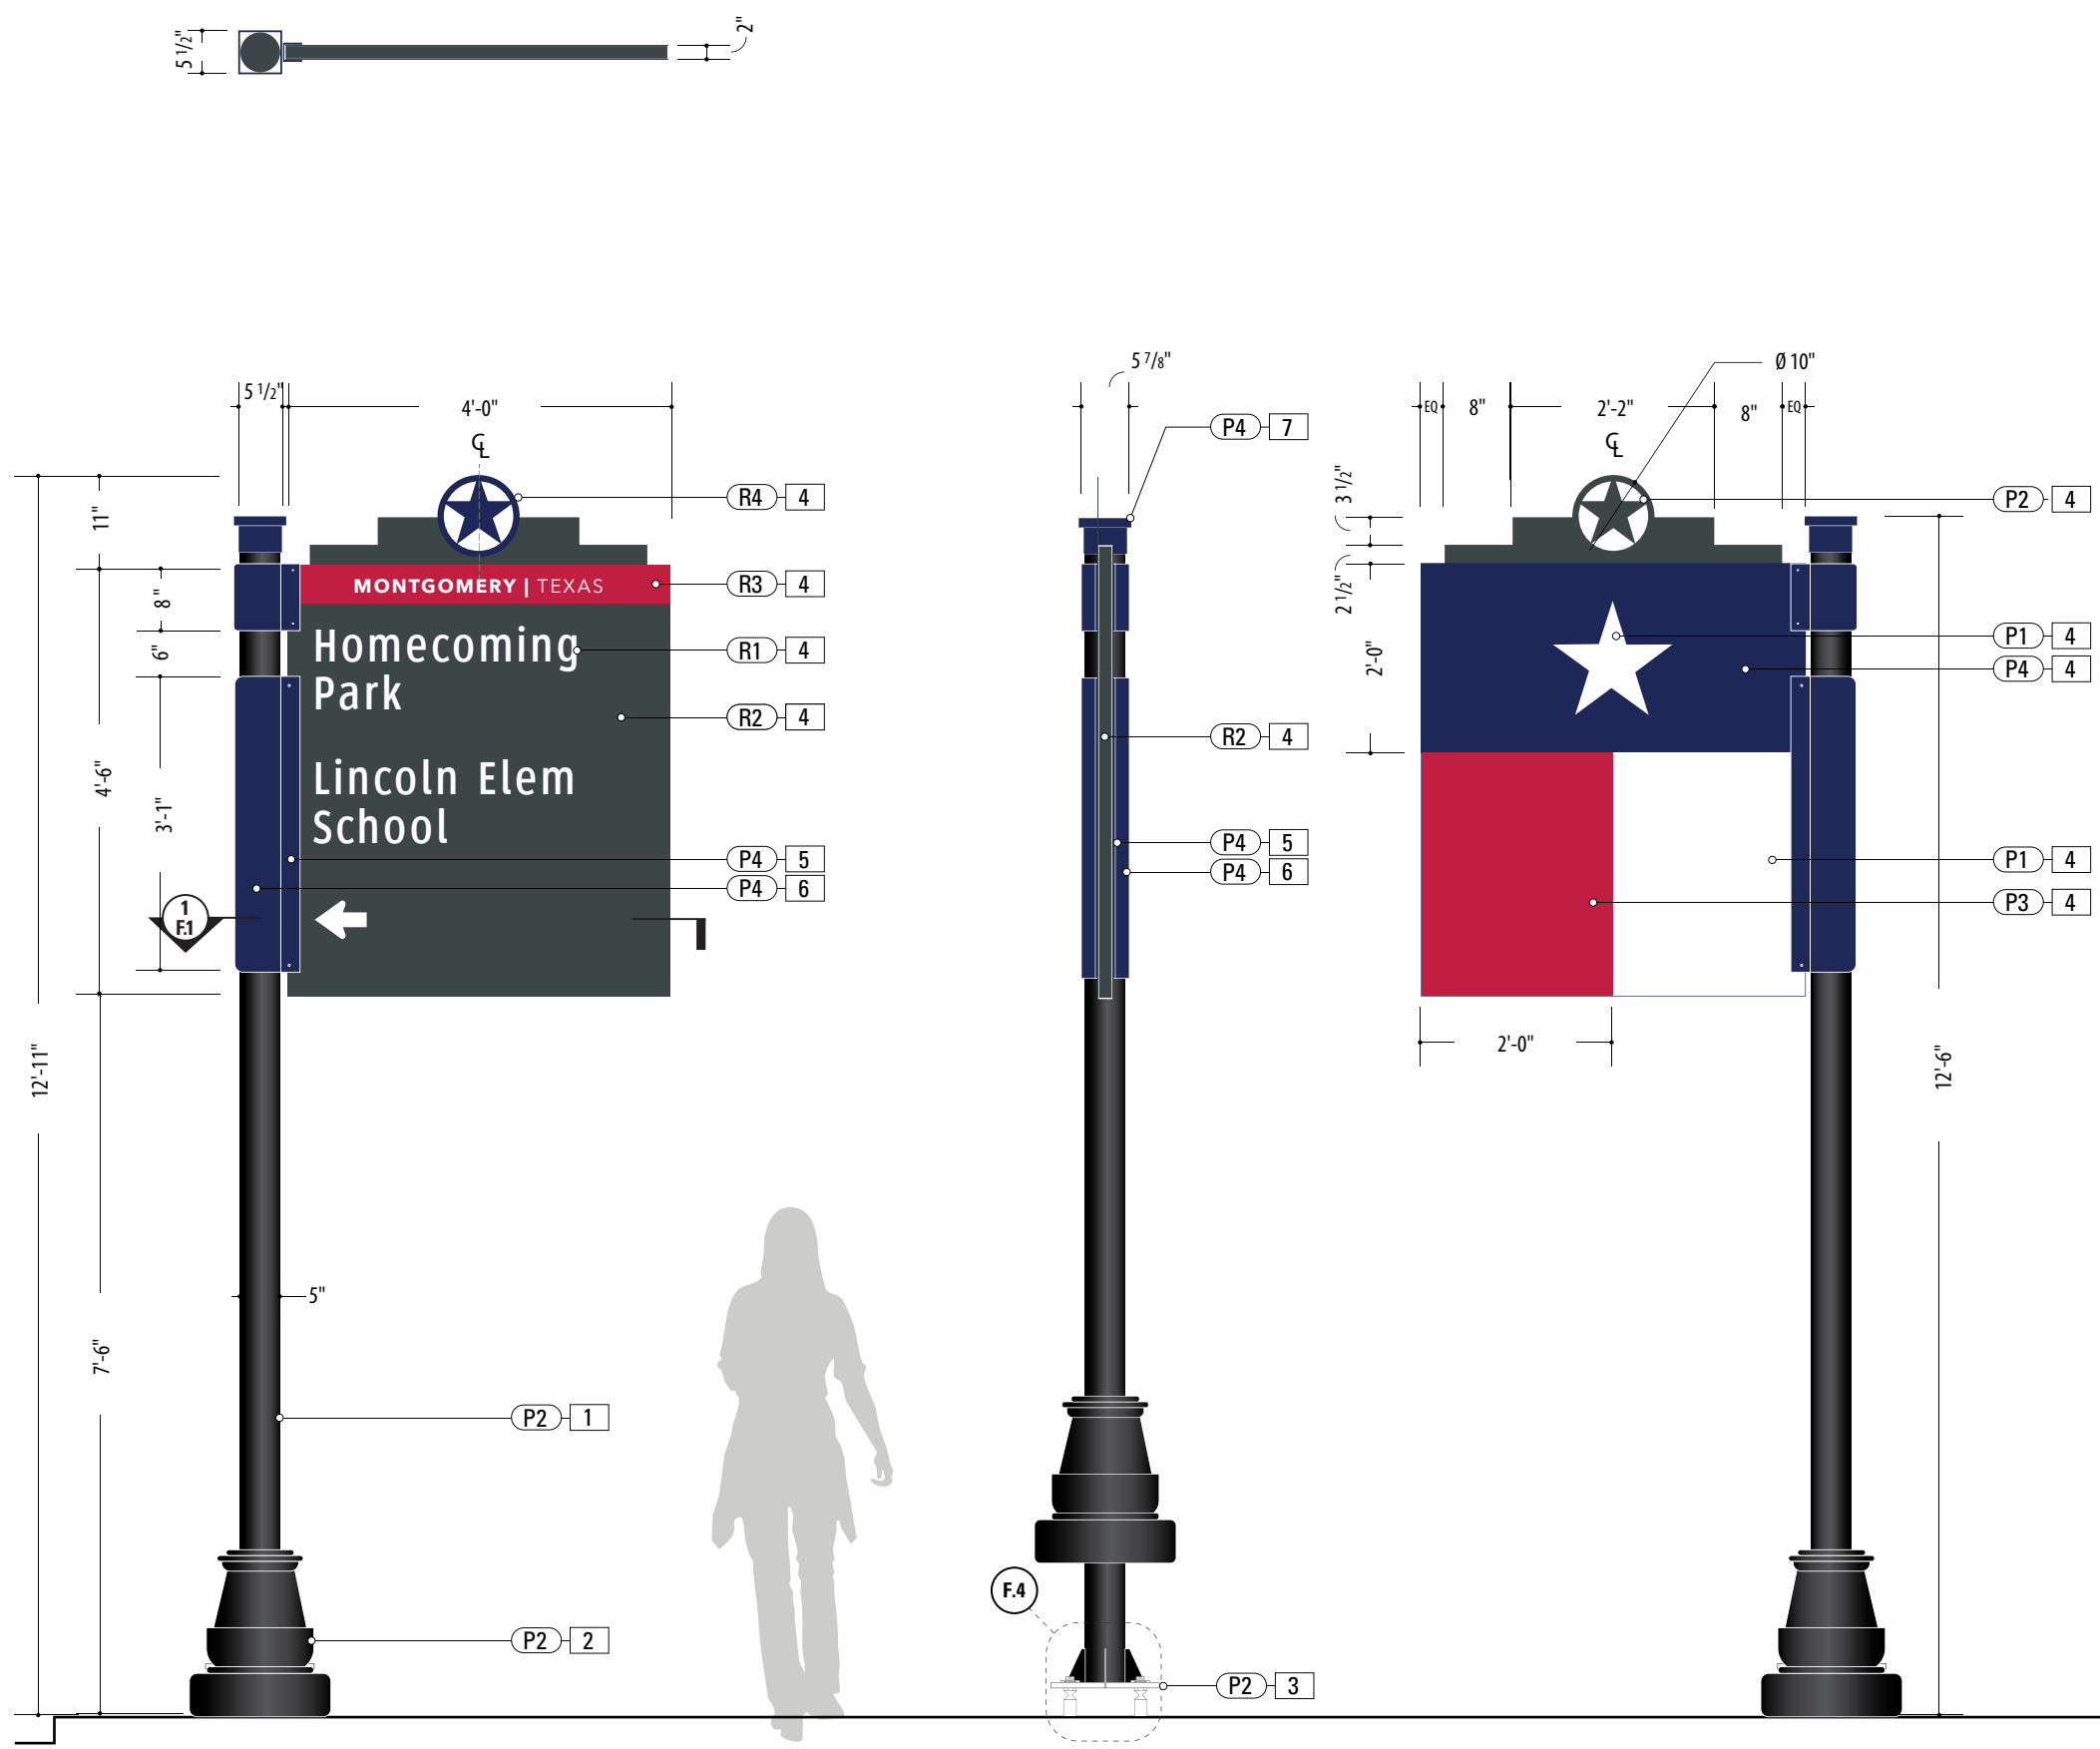 5 1/2"
2"
5 1/2"
4'-0"
CL
5 7/8"
Ø 10"
EQ
8"
2'-2"
8"
EQ
CL
P4 7
11"
R4 4
3 1/2"
P2 4
MONTGOMERY | TEXAS
R3 4
8"
2 1/2"
Homecoming
Park
R1 4
6"
P1 4
2'-0"
P4 4
R2 4
R2 4
4'-6"
Lincoln Elem
School
3'-1"
P4 5
P4 6
P4 5
P4 6
P1 4
P3 4
1
F.1
2'-0"
12'-11"
12'-6"
5"
7'-6"
P2 1
F.4
P2 2
P2 3